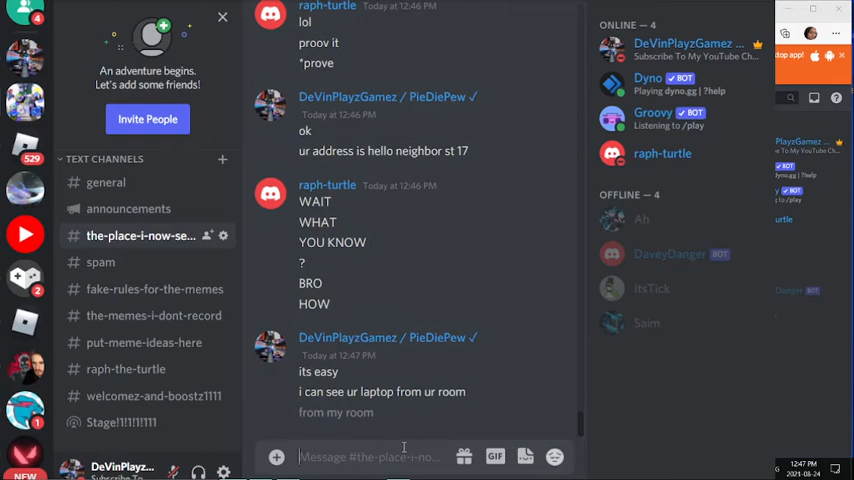 4
529
2
1
NEW
An adventure begins.
Let's add some friends!
Invite People
TEXT CHANNELS
# general
announcements
# the-place-i-now-se...
# spam
# fake-rules-for-the-memes
# the-memes-i-dont-record
# put-meme-ideas-here
# raph-the-turtle
# welcomez-and-boostz1111
Stage!1!1!1!111
DeVinPlayz...
Subscribe To
raph-turtle Today at 12:46 PM
lol
proov it
*prove
DeVinPlayzGamez / PieDiePew ✓
Today at 12:46 PM
ok
ur address is hello neighbor st 17
raph-turtle Today at 12:46 PM
WAIT
WHAT
YOU KNOW
?
BRO
HOW
DeVinPlayzGamez / PieDiePew ✓
Today at 12:47 PM
its easy
i can see ur laptop from ur room
from my room
Message #the-place-i-no...
GIF
ONLINE — 4
DeVinPlayzGamez ...
Subscribe To My YouTube Ch...
Dyno ✓ BOT
Playing dyno.gg | ?help
Groovy ✓ BOT
Listening to /play
raph-turtle
OFFLINE — 4
Ah
DaveyDanger BOT
ItsTick
Saim
top app!
PlayzGamez ...
To My YouTube Ch...
BOT
dyno.gg | ?help
BOT
to /play
turtle
Danger BOT
12:47 PM
2021-08-24